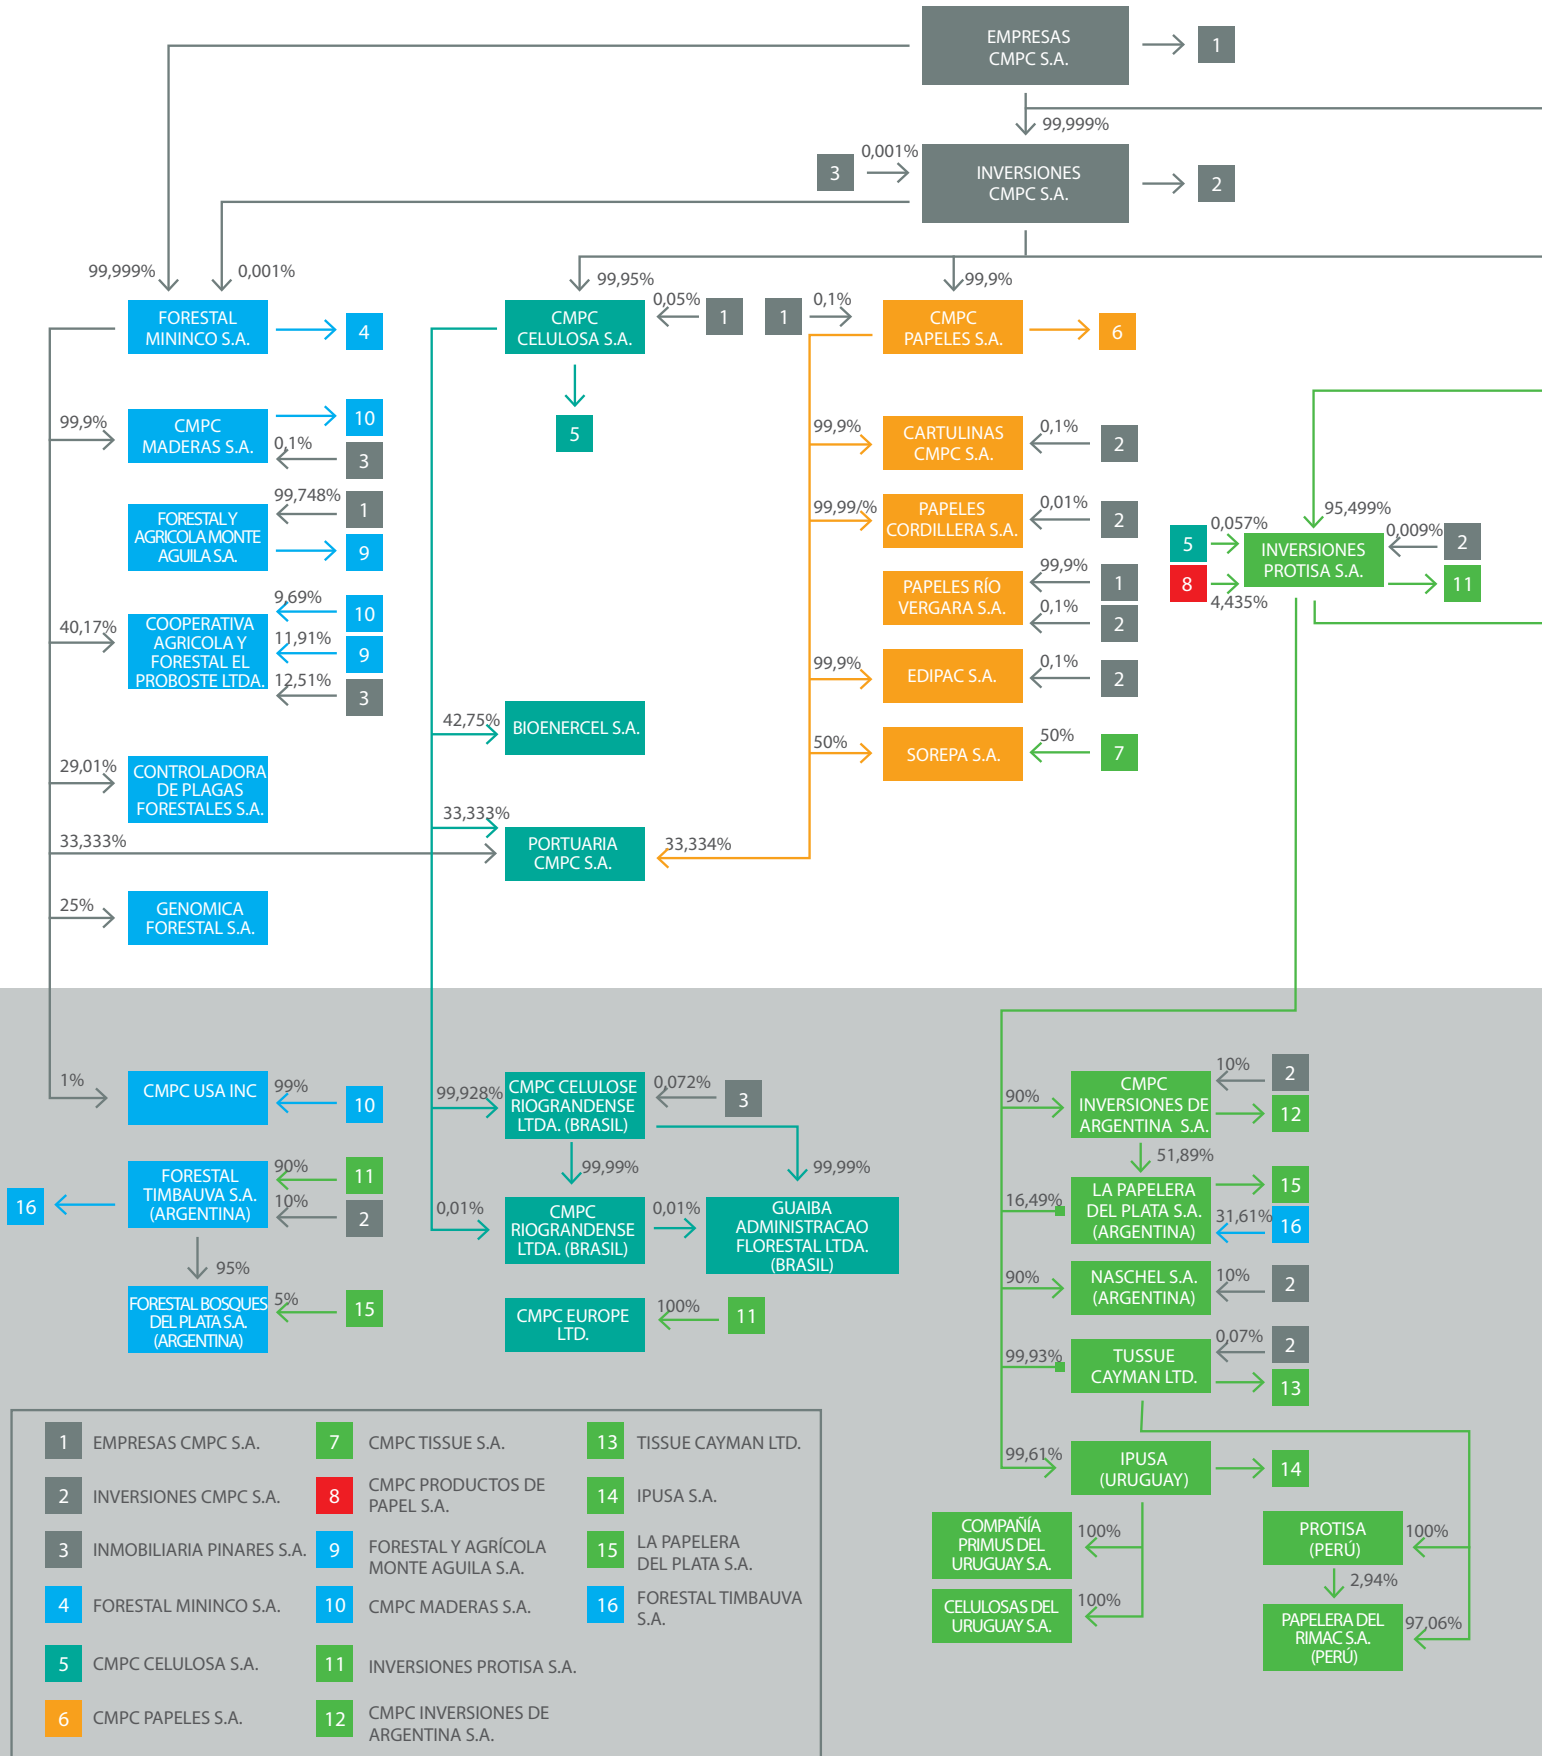 EMPRESAS
CMPC S.A.
1
99,999%
3
0,001%
INVERSIONES
CMPC S.A.
2
99,999%
0,001%
99,95%
99,9%
FORESTAL
MININCO S.A.
4
CMPC
CELULOSA S.A.
0,05%
1
5
1
0,1%
CMPC
PAPELES S.A.
6
99,9%
CMPC
MADERAS S.A.
10
0,1%
3
FORESTAL Y
AGRICOLA MONTE
AGUILA S.A.
99,748%
1
9
40,17%
COOPERATIVA
AGRICOLA Y
FORESTAL EL
PROBOSTE LTDA.
9,69%
10
11,91%
9
12,51%
3
29,01%
CONTROLADORA
DE PLAGAS
FORESTALES S.A.
33,333%
25%
GENOMICA
FORESTAL S.A.
42,75%
BIOENERCEL S.A.
33,333%
PORTUARIA
CMPC S.A.
33,334%
99,9%
CARTULINAS
CMPC S.A.
0,1%
2
99,99/%
PAPELES
CORDILLERA S.A.
0,01%
2
PAPELES RÍO
VERGARA S.A.
99,9%
1
0,1%
2
99,9%
EDIPAC S.A.
0,1%
2
50%
SOREPA S.A.
50%
7
95,499%
5
0,057%
8
4,435%
INVERSIONES
PROTISA S.A.
0,009%
2
11
1%
CMPC USA INC
99%
10
16
FORESTAL
TIMBAUVA S.A.
(ARGENTINA)
90%
11
10%
2
95%
FORESTAL BOSQUES
DEL PLATA S.A.
(ARGENTINA)
5%
15
99,928%
CMPC CELULOSE
RIOGRANDENSE
LTDA. (BRASIL)
0,072%
3
99,99%
99,99%
0,01%
CMPC
RIOGRANDENSE
LTDA. (BRASIL)
0,01%
GUAIBA
ADMINISTRACAO
FLORESTAL LTDA.
(BRASIL)
CMPC EUROPE
LTD.
100%
11
90%
CMPC
INVERSIONES DE
ARGENTINA S.A.
10%
2
12
51,89%
16,49%
LA PAPELERA
DEL PLATA S.A.
(ARGENTINA)
15
31,61%
16
90%
NASCHEL S.A.
(ARGENTINA)
10%
2
99,93%
TUSSUE
CAYMAN LTD.
0,07%
2
13
99,61%
IPUSA
(URUGUAY)
14
COMPAÑÍA
PRIMUS DEL
URUGUAY S.A.
100%
CELULOSAS DEL
URUGUAY S.A.
100%
PROTISA
(PERÚ)
100%
2,94%
PAPELERA DEL
RIMAC S.A.
(PERÚ)
97,06%
1 EMPRESAS CMPC S.A.
2 INVERSIONES CMPC S.A.
3 INMOBILIARIA PINARES S.A.
4 FORESTAL MININCO S.A.
5 CMPC CELULOSA S.A.
6 CMPC PAPELES S.A.
7 CMPC TISSUE S.A.
8 CMPC PRODUCTOS DE
PAPEL S.A.
9 FORESTAL Y AGRÍCOLA
MONTE AGUILA S.A.
10 CMPC MADERAS S.A.
11 INVERSIONES PROTISA S.A.
12 CMPC INVERSIONES DE
ARGENTINA S.A.
13 TISSUE CAYMAN LTD.
14 IPUSA S.A.
15 LA PAPELERA
DEL PLATA S.A.
16 FORESTAL TIMBAUVA
S.A.